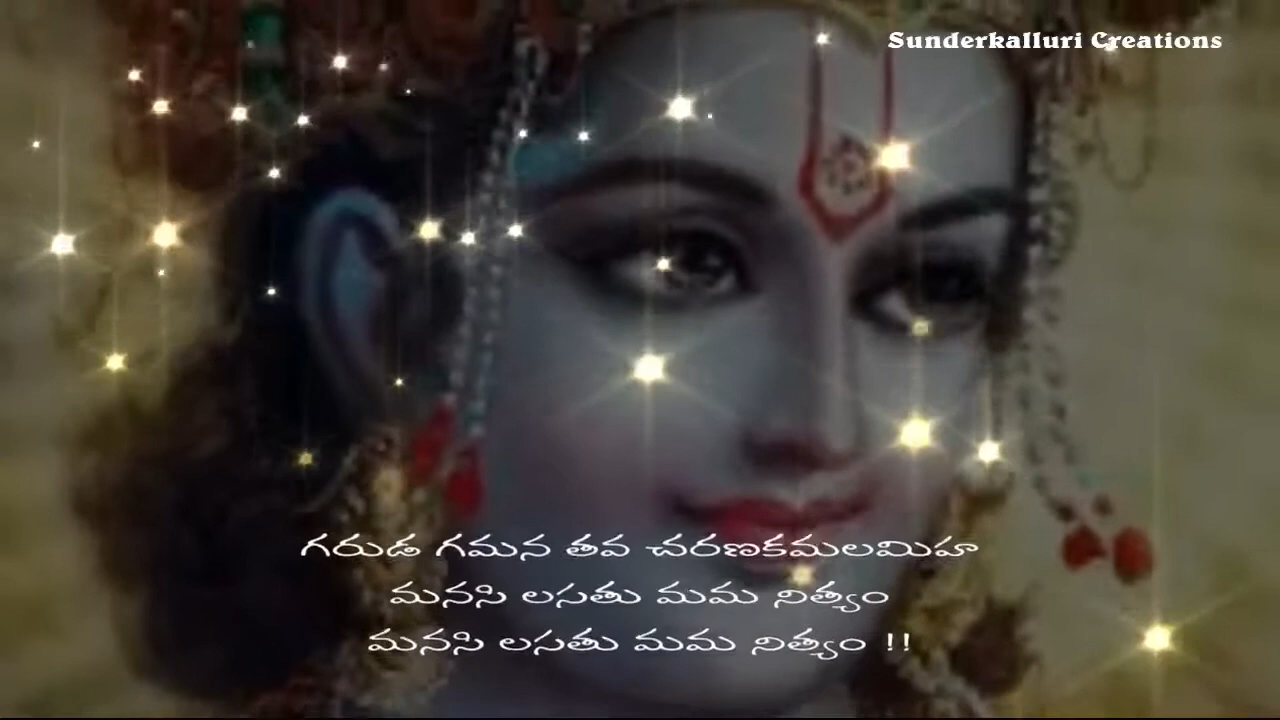 Sunderkalluri Creations
గరుడ గమన తవ చరణకమలమిహ
మనసి లసతు మమ నిత్యం
మనసి లసతు మమ నిత్యం !!